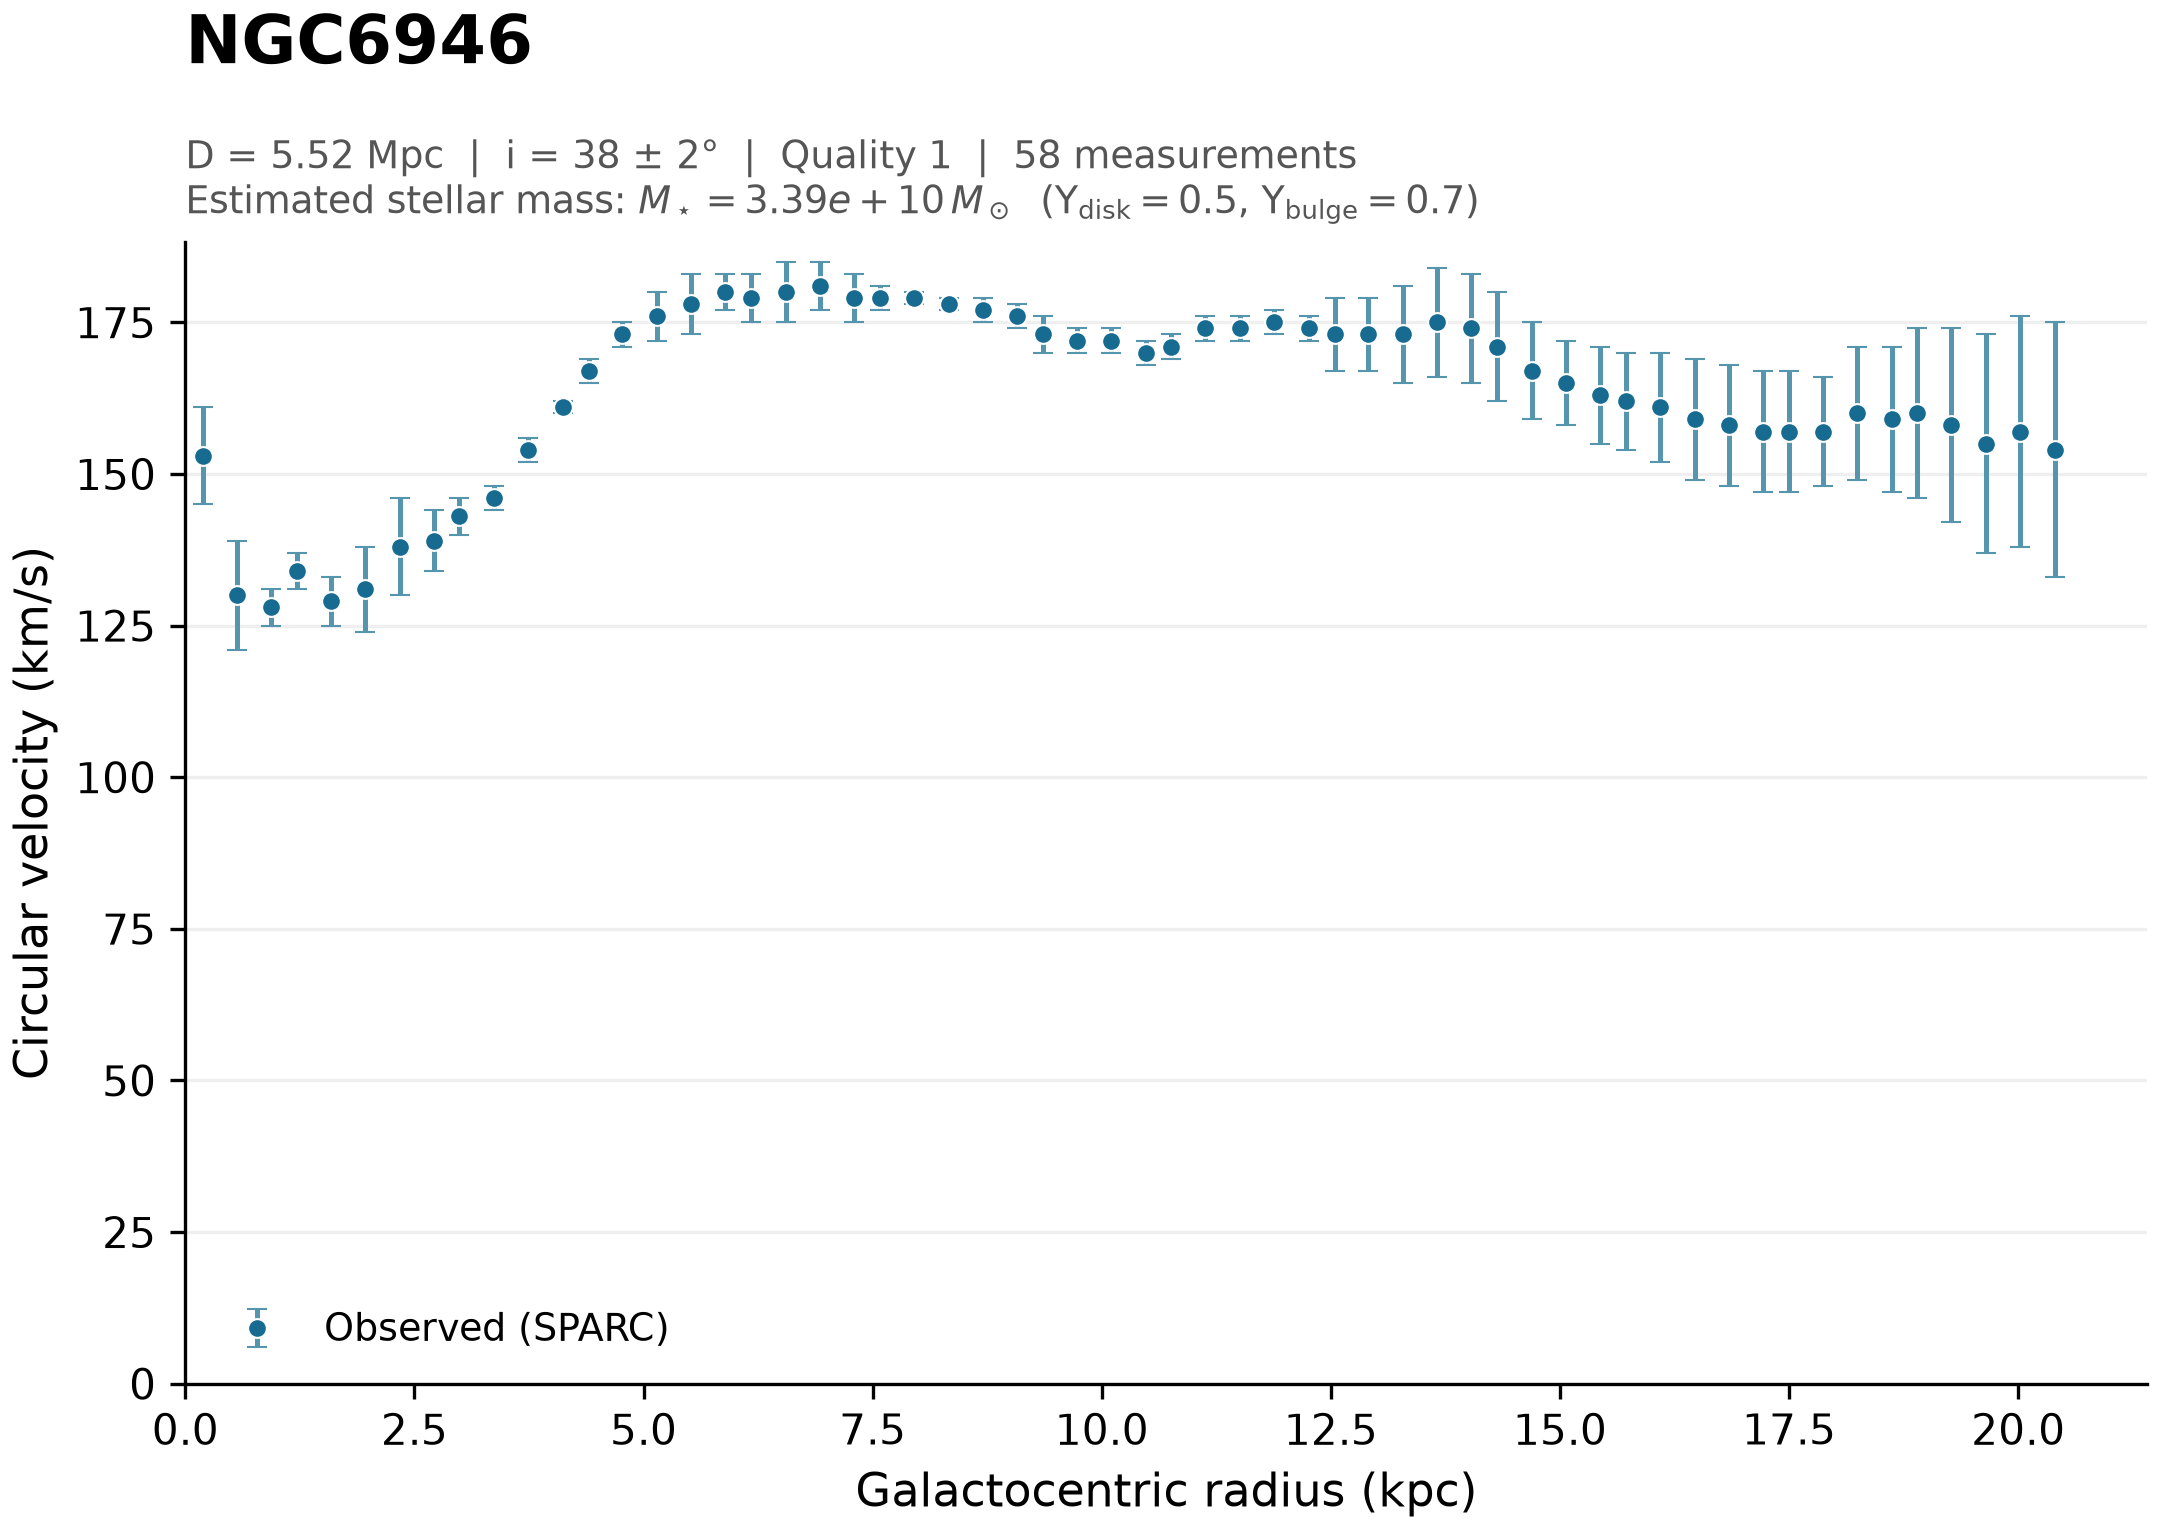 NGC6946
D = 5.52 Mpc | i = 38 ± 2° | Quality 1 | 58 measurements
Estimated stellar mass: M⋆ = 3.39e + 10 M⊙ (Υdisk = 0.5, Υbulge = 0.7)
175
150
125
100
75
50
25
0
Circular velocity (km/s)
Observed (SPARC)
0.0 2.5 5.0 7.5 10.0 12.5 15.0 17.5 20.0
Galactocentric radius (kpc)